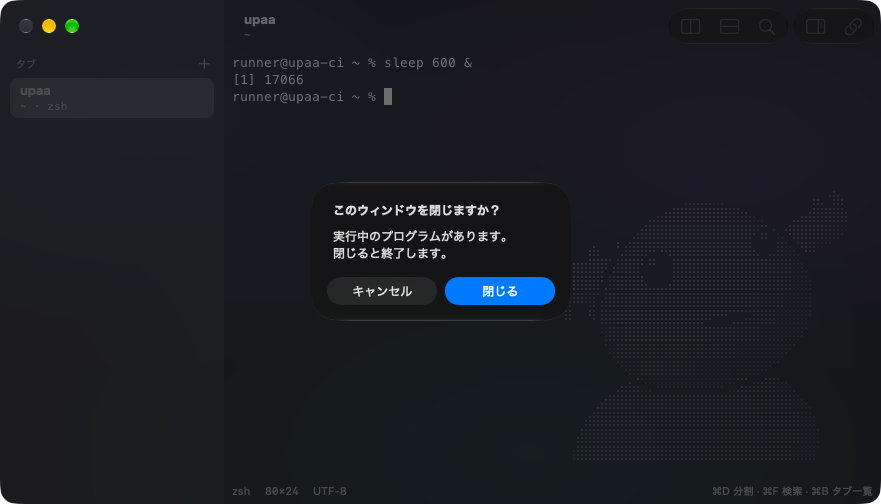 upaa
~
タブ
upaa
~ · zsh
runner@upaa-ci ~ % sleep 600 &
[1] 17066
runner@upaa-ci ~ %
このウィンドウを閉じますか？
実行中のプログラムがあります。
閉じると終了します。
キャンセル
閉じる
zsh 80×24 UTF-8
⌘D 分割 · ⌘F 検索 · ⌘B タブ一覧